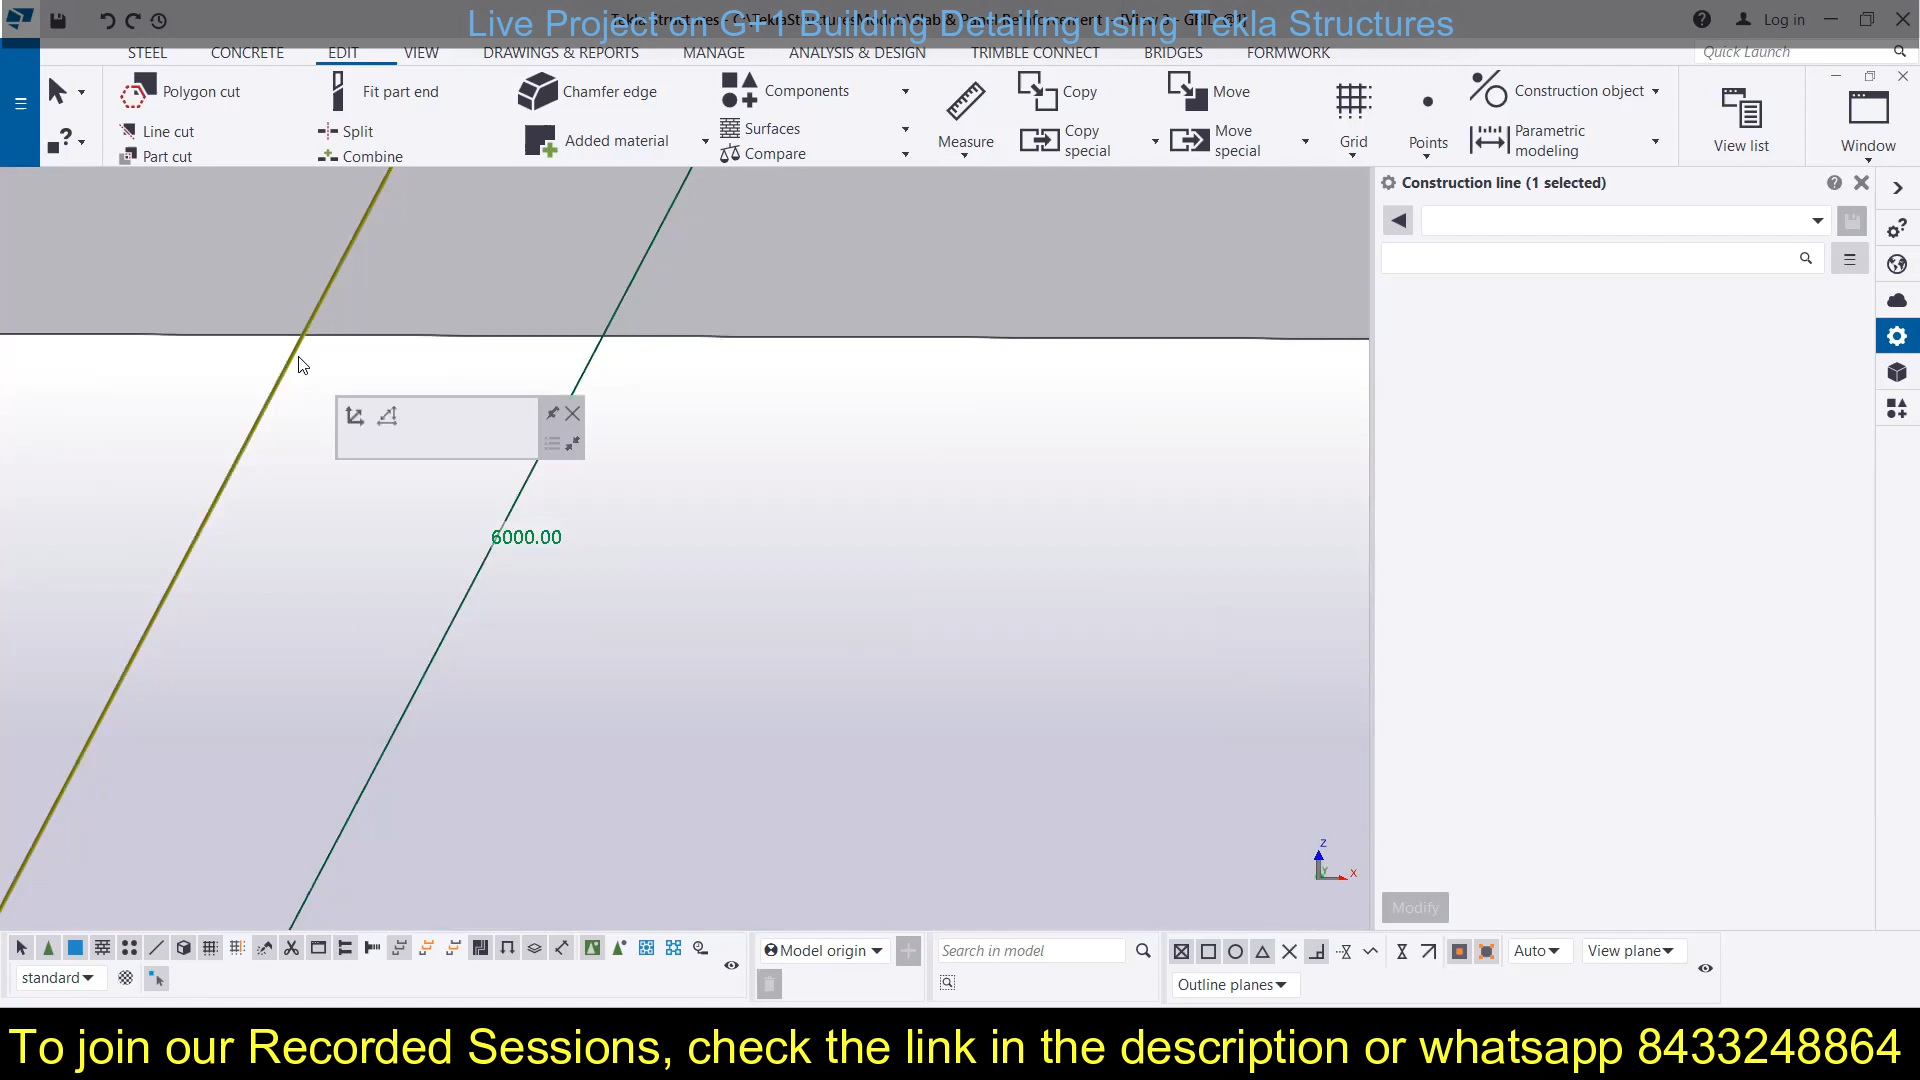 Live Project on G+1 Building Detailing using Tekla Structures
Log in
STEEL CONCRETE EDIT VIEW DRAWINGS & REPORTS MANAGE ANALYSIS & DESIGN TRIMBLE CONNECT BRIDGES FORMWORK Quick Launch
Polygon cut Fit part end Chamfer edge Components Copy Move Construction object
Line cut Split Added material Surfaces Measure Copy special Move special Grid Points Parametric modeling View list Window
Part cut Combine Compare
Construction line (1 selected)
6000.00
Z
Y
X
Modify
Model origin Search in model Auto View plane
standard Outline planes
To join our Recorded Sessions, check the link in the description or whatsapp 8433248864